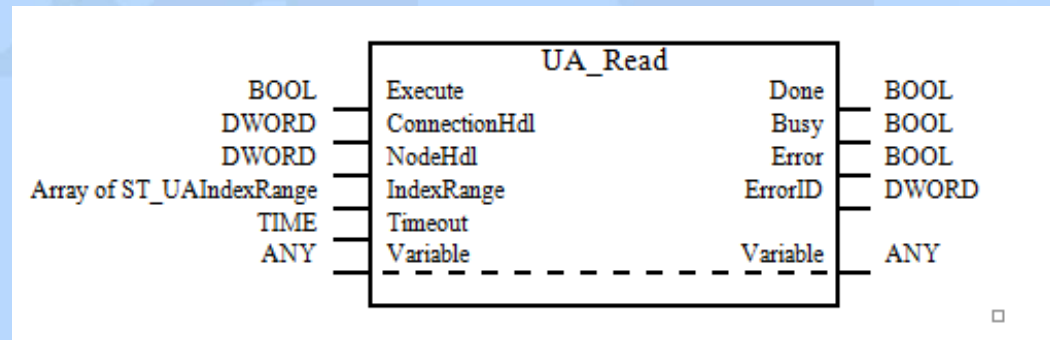 UA_Read
BOOL Execute Done BOOL
DWORD ConnectionHdl Busy BOOL
DWORD NodeHdl Error BOOL
Array of ST_UAIndexRange IndexRange ErrorID DWORD
TIME Timeout
ANY Variable Variable ANY